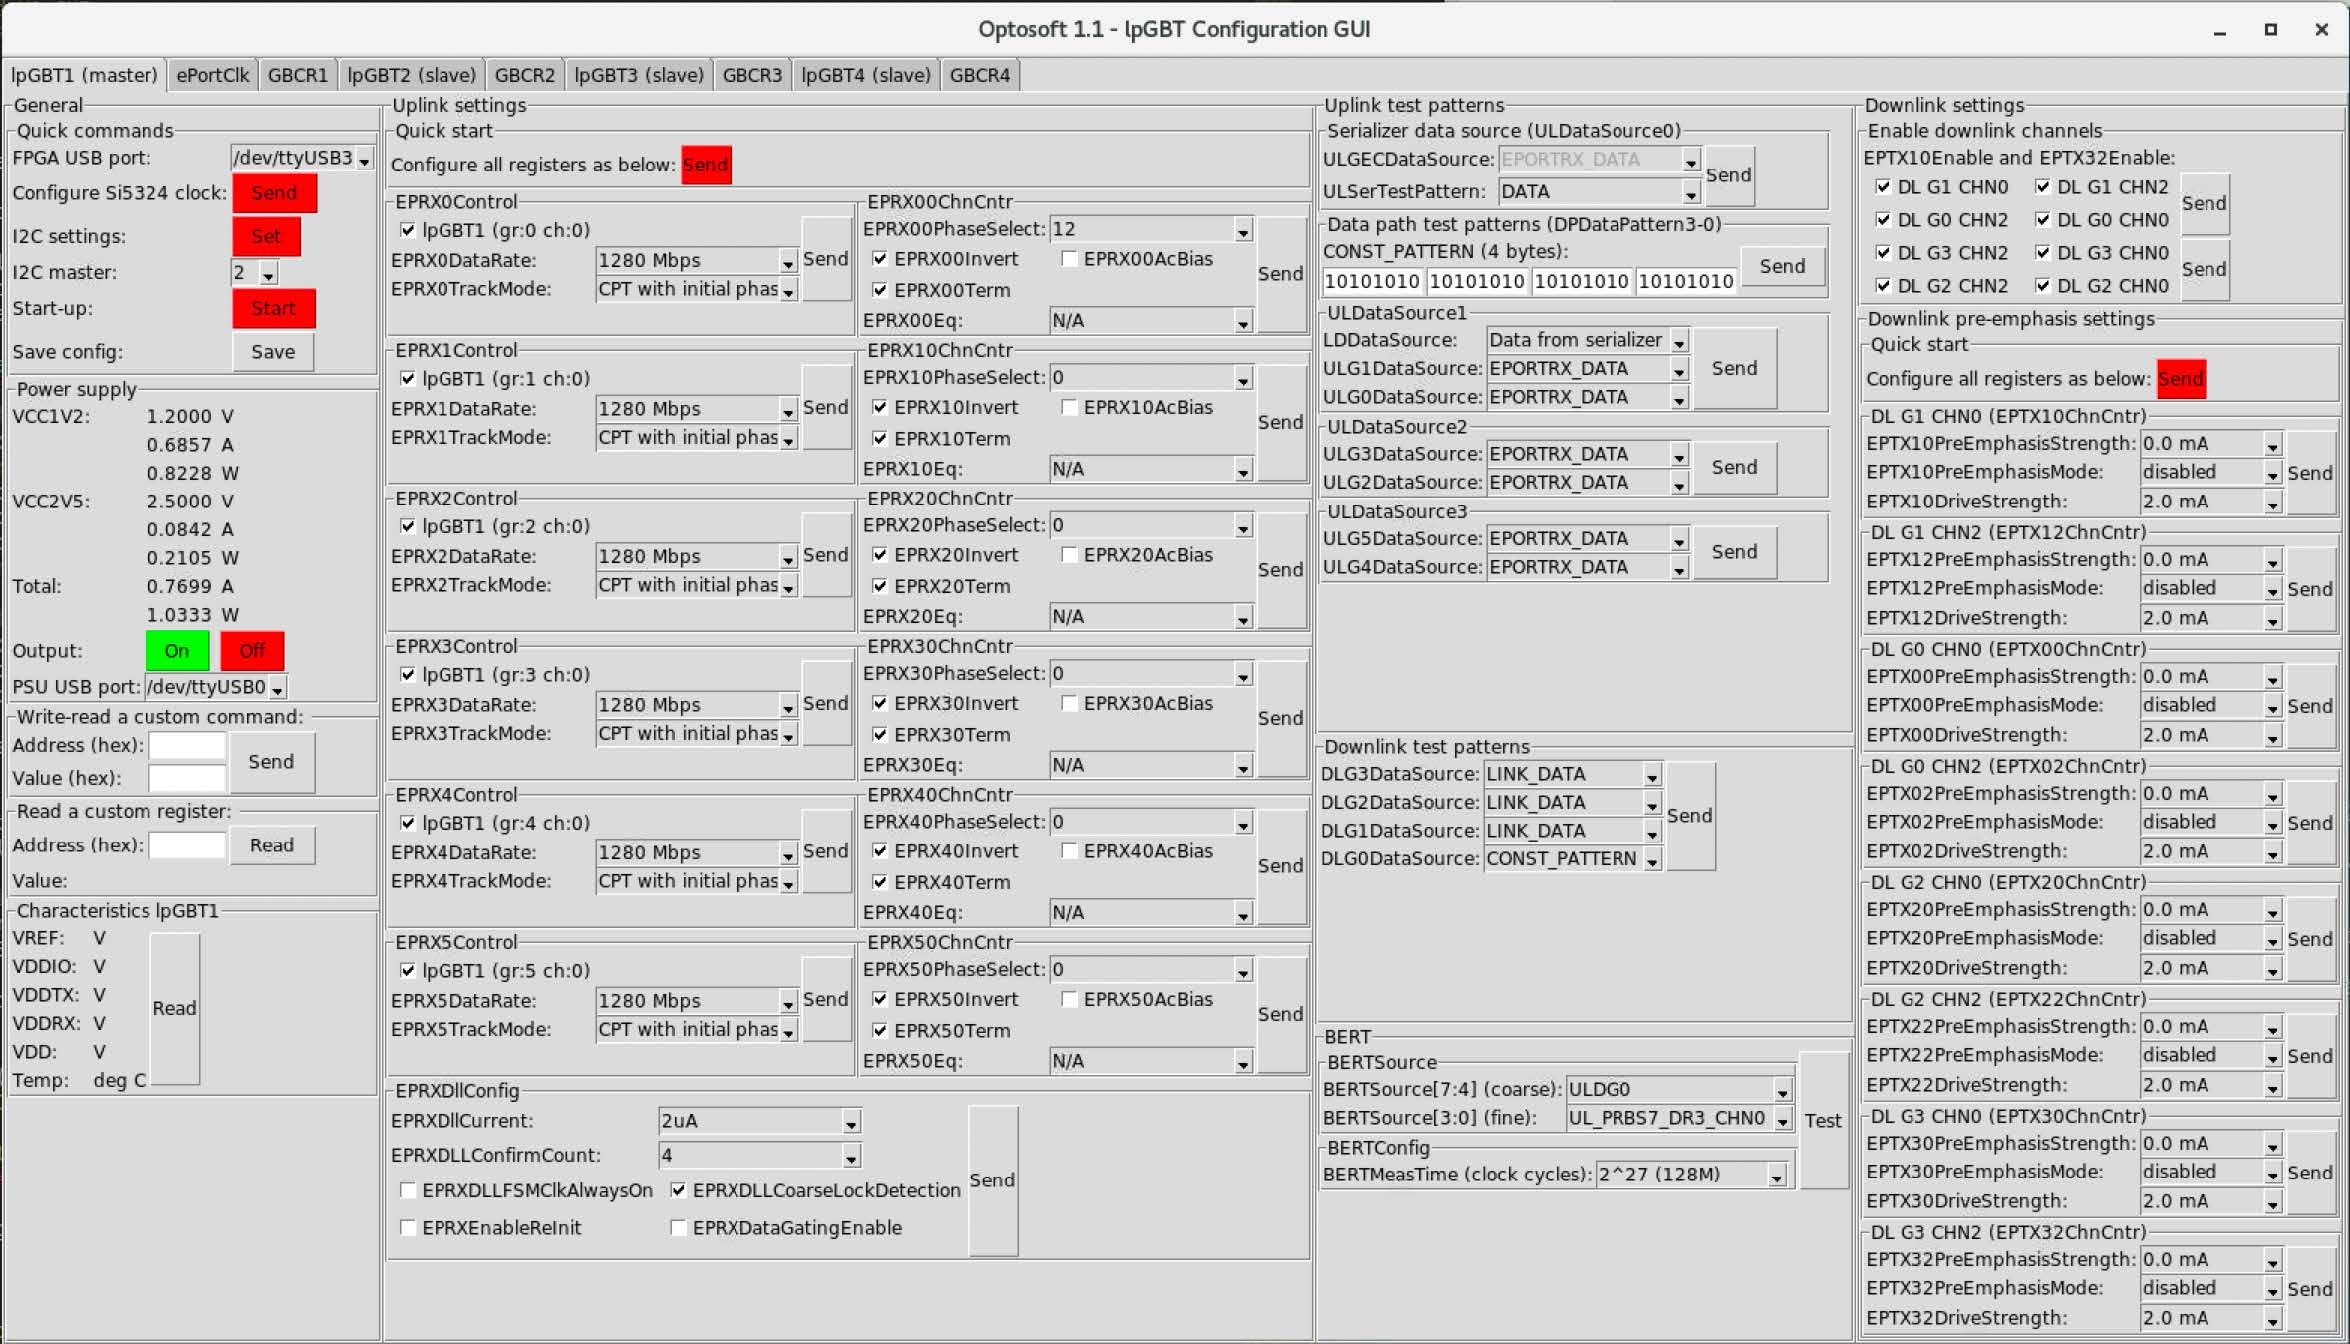 Optosoft 1.1 - lpGBT Configuration GUI
lpGBT1 (master) ePortClk GBCR1 lpGBT2 (slave) GBCR2 lpGBT3 (slave) GBCR3 lpGBT4 (slave) GBCR4
General
Quick commands
FPGA USB port: /dev/ttyUSB3
Configure Si5324 clock: Send
I2C settings: Set
I2C master: 2
Start-up: Start
Save config: Save
Power supply
VCC1V2: 1.2000 V
0.6857 A
0.8228 W
VCC2V5: 2.5000 V
0.0842 A
0.2105 W
Total: 0.7699 A
1.0333 W
Output: On Off
PSU USB port: /dev/ttyUSB0
Write-read a custom command:
Address (hex):
Value (hex):
Send
Read a custom register:
Address (hex): Read
Value:
Characteristics lpGBT1
VREF: V
VDDIO: V
VDDTX: V
VDDRX: V
VDD: V
Temp: deg C
Read
Uplink settings
Quick start
Configure all registers as below: Send
EPRX0Control
lpGBT1 (gr:0 ch:0)
EPRX0DataRate: 1280 Mbps
EPRX0TrackMode: CPT with initial phas
Send
EPRX00ChnCntr
EPRX00PhaseSelect: 12
EPRX00Invert EPRX00AcBias
EPRX00Term
EPRX00Eq: N/A
Send
EPRX1Control
lpGBT1 (gr:1 ch:0)
EPRX1DataRate: 1280 Mbps
EPRX1TrackMode: CPT with initial phas
Send
EPRX10ChnCntr
EPRX10PhaseSelect: 0
EPRX10Invert EPRX10AcBias
EPRX10Term
EPRX10Eq: N/A
Send
EPRX2Control
lpGBT1 (gr:2 ch:0)
EPRX2DataRate: 1280 Mbps
EPRX2TrackMode: CPT with initial phas
Send
EPRX20ChnCntr
EPRX20PhaseSelect: 0
EPRX20Invert EPRX20AcBias
EPRX20Term
EPRX20Eq: N/A
Send
EPRX3Control
lpGBT1 (gr:3 ch:0)
EPRX3DataRate: 1280 Mbps
EPRX3TrackMode: CPT with initial phas
Send
EPRX30ChnCntr
EPRX30PhaseSelect: 0
EPRX30Invert EPRX30AcBias
EPRX30Term
EPRX30Eq: N/A
Send
EPRX4Control
lpGBT1 (gr:4 ch:0)
EPRX4DataRate: 1280 Mbps
EPRX4TrackMode: CPT with initial phas
Send
EPRX40ChnCntr
EPRX40PhaseSelect: 0
EPRX40Invert EPRX40AcBias
EPRX40Term
EPRX40Eq: N/A
Send
EPRX5Control
lpGBT1 (gr:5 ch:0)
EPRX5DataRate: 1280 Mbps
EPRX5TrackMode: CPT with initial phas
Send
EPRX50ChnCntr
EPRX50PhaseSelect: 0
EPRX50Invert EPRX50AcBias
EPRX50Term
EPRX50Eq: N/A
Send
EPRXDllConfig
EPRXDllCurrent: 2uA
EPRXDLLConfirmCount: 4
EPRXDLLFSMClkAlwaysOn EPRXDLLCoarseLockDetection
EPRXEnableReInit EPRXDataGatingEnable
Send
Uplink test patterns
Serializer data source (ULDataSource0)
ULGECDataSource: EPORTRX_DATA
ULSerTestPattern: DATA
Send
Data path test patterns (DPDataPattern3-0)
CONST_PATTERN (4 bytes):
10101010 10101010 10101010 10101010
Send
ULDataSource1
LDDataSource: Data from serializer
ULG1DataSource: EPORTRX_DATA
ULG0DataSource: EPORTRX_DATA
Send
ULDataSource2
ULG3DataSource: EPORTRX_DATA
ULG2DataSource: EPORTRX_DATA
Send
ULDataSource3
ULG5DataSource: EPORTRX_DATA
ULG4DataSource: EPORTRX_DATA
Send
Downlink test patterns
DLG3DataSource: LINK_DATA
DLG2DataSource: LINK_DATA
DLG1DataSource: LINK_DATA
DLG0DataSource: CONST_PATTERN
Send
BERT
BERTSource
BERTSource[7:4] (coarse): ULDG0
BERTSource[3:0] (fine): UL_PRBS7_DR3_CHN0
BERTConfig
BERTMeasTime (clock cycles): 2^27 (128M)
Test
Downlink settings
Enable downlink channels
EPTX10Enable and EPTX32Enable:
DL G1 CHN0 DL G1 CHN2
DL G0 CHN2 DL G0 CHN0
Send
DL G3 CHN2 DL G3 CHN0
DL G2 CHN2 DL G2 CHN0
Send
Downlink pre-emphasis settings
Quick start
Configure all registers as below: Send
DL G1 CHN0 (EPTX10ChnCntr)
EPTX10PreEmphasisStrength: 0.0 mA
EPTX10PreEmphasisMode: disabled
EPTX10DriveStrength: 2.0 mA
Send
DL G1 CHN2 (EPTX12ChnCntr)
EPTX12PreEmphasisStrength: 0.0 mA
EPTX12PreEmphasisMode: disabled
EPTX12DriveStrength: 2.0 mA
Send
DL G0 CHN0 (EPTX00ChnCntr)
EPTX00PreEmphasisStrength: 0.0 mA
EPTX00PreEmphasisMode: disabled
EPTX00DriveStrength: 2.0 mA
Send
DL G0 CHN2 (EPTX02ChnCntr)
EPTX02PreEmphasisStrength: 0.0 mA
EPTX02PreEmphasisMode: disabled
EPTX02DriveStrength: 2.0 mA
Send
DL G2 CHN0 (EPTX20ChnCntr)
EPTX20PreEmphasisStrength: 0.0 mA
EPTX20PreEmphasisMode: disabled
EPTX20DriveStrength: 2.0 mA
Send
DL G2 CHN2 (EPTX22ChnCntr)
EPTX22PreEmphasisStrength: 0.0 mA
EPTX22PreEmphasisMode: disabled
EPTX22DriveStrength: 2.0 mA
Send
DL G3 CHN0 (EPTX30ChnCntr)
EPTX30PreEmphasisStrength: 0.0 mA
EPTX30PreEmphasisMode: disabled
EPTX30DriveStrength: 2.0 mA
Send
DL G3 CHN2 (EPTX32ChnCntr)
EPTX32PreEmphasisStrength: 0.0 mA
EPTX32PreEmphasisMode: disabled
EPTX32DriveStrength: 2.0 mA
Send